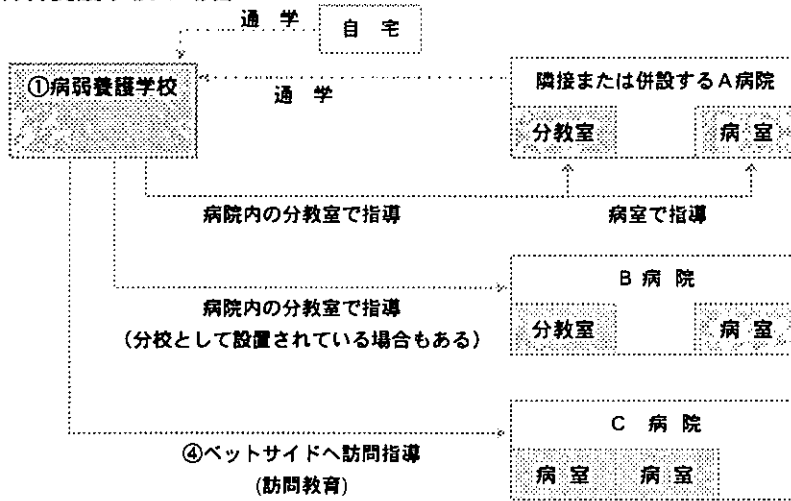 通 学
自 宅
①病弱養護学校
通 学
隣接または併設するA病院
分教室
病 室
病院内の分教室で指導
病室で指導
B 病 院
病院内の分教室で指導
(分校として設置されている場合もある)
分教室
病 室
C 病 院
④ベットサイドへ訪問指導
(訪問教育)
病 室
病 室